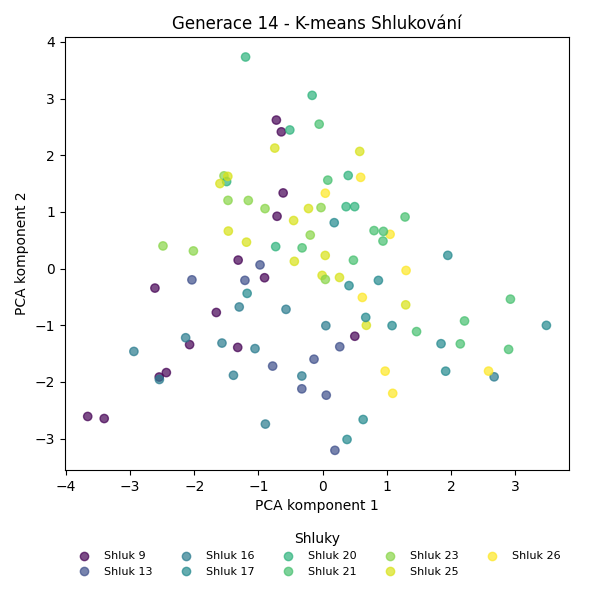 Generace 14 - K-means Shlukování
4
3
2
1
0
−1
−2
−3
PCA komponent 2
−4 −3 −2 −1 0 1 2 3
PCA komponent 1
Shluky
Shluk 9 Shluk 16 Shluk 20 Shluk 23 Shluk 26
Shluk 13 Shluk 17 Shluk 21 Shluk 25